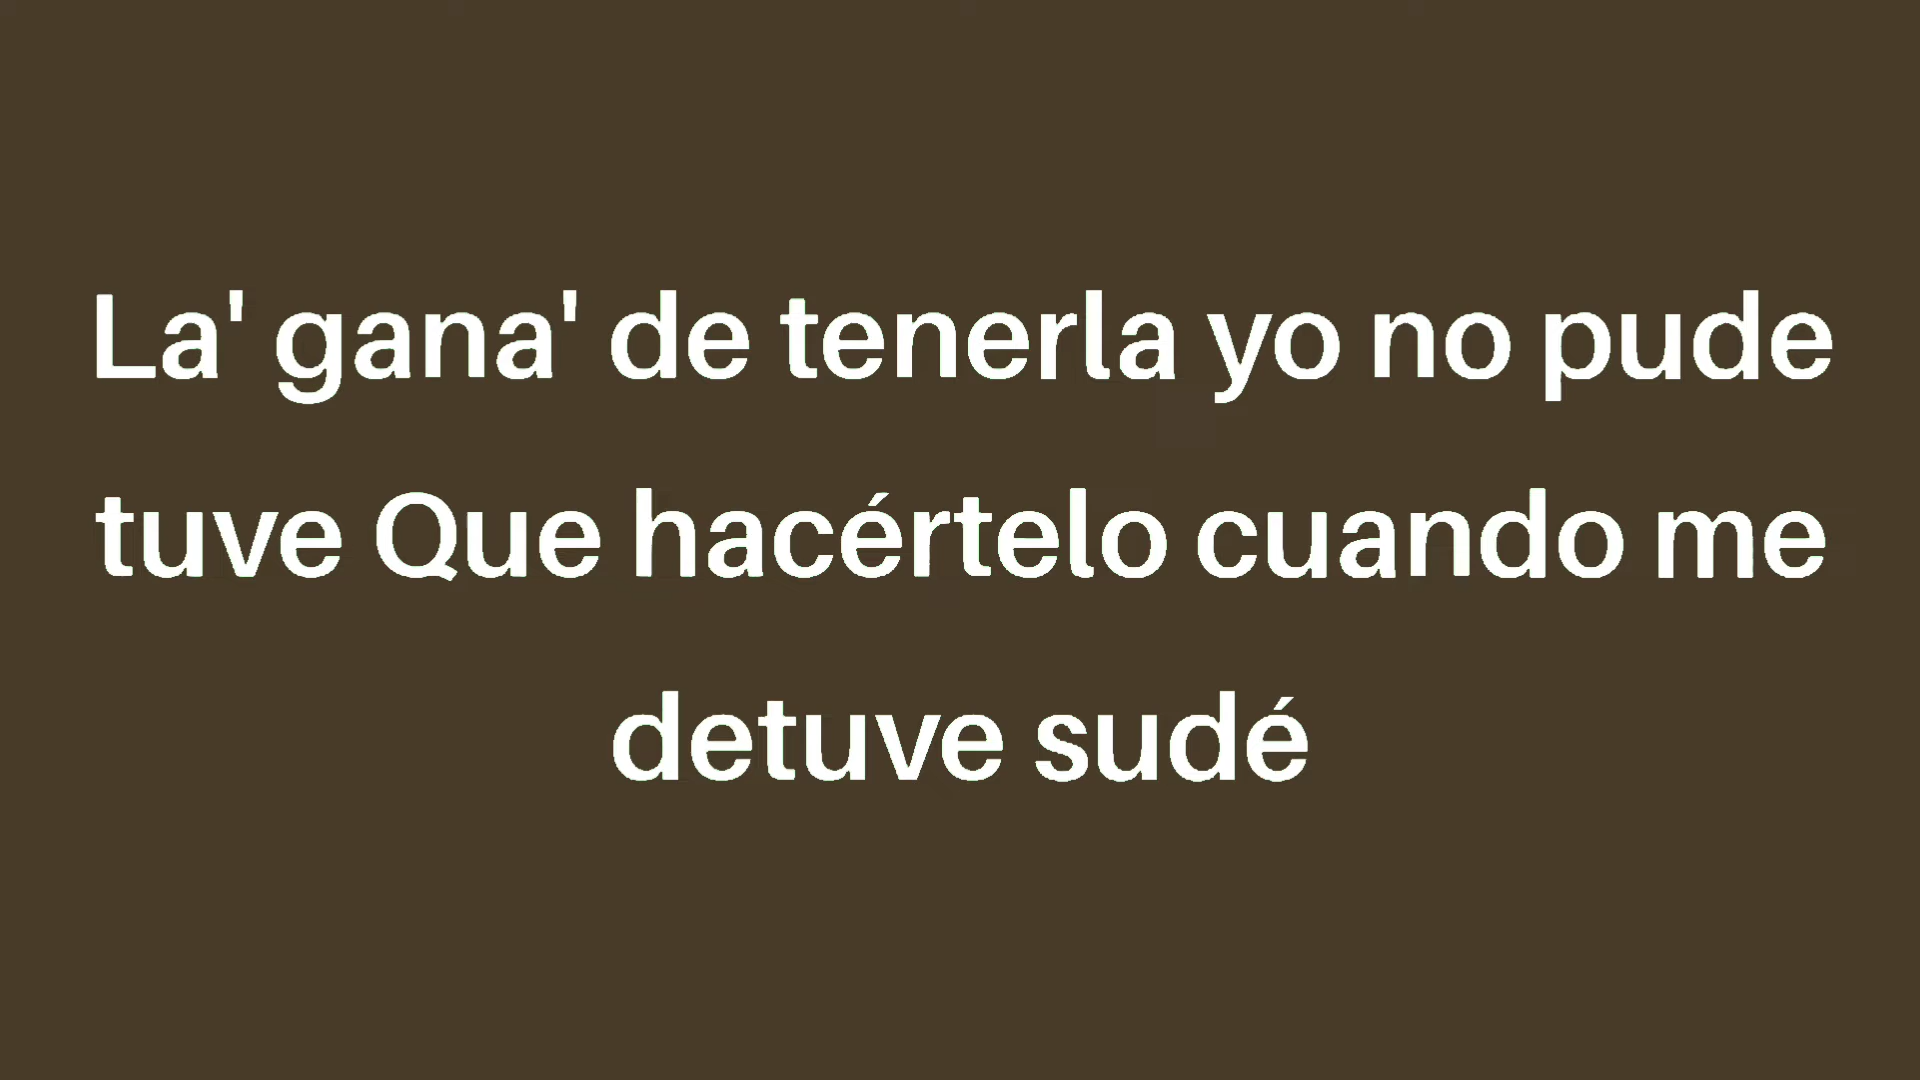 La' gana' de tenerla yo no pude
tuve Que hacértelo cuando me
detuve sudé